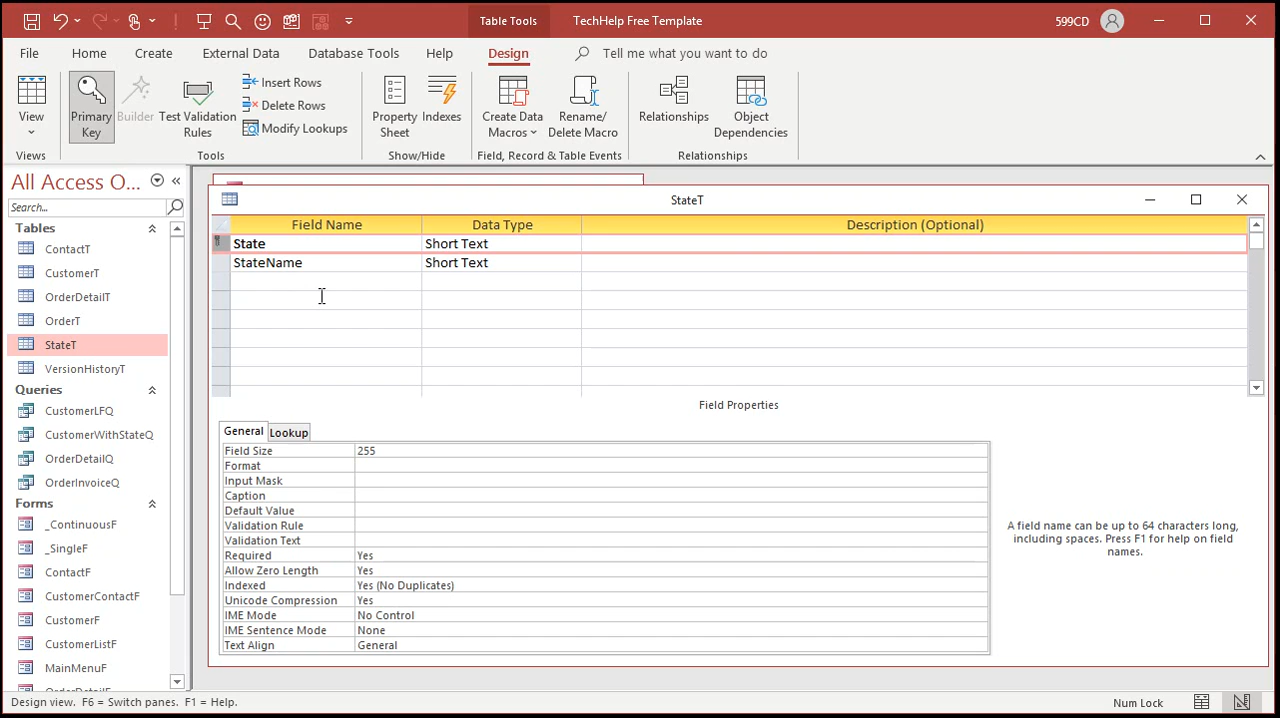 Table Tools TechHelp Free Template 599CD
File Home Create External Data Database Tools Help Design Tell me what you want to do
View Primary Key Builder Test Validation Rules Insert Rows Delete Rows Modify Lookups Property Sheet Indexes Create Data Macros Rename/ Delete Macro Relationships Object Dependencies
Views Tools Show/Hide Field, Record & Table Events Relationships
All Access O...
Search...
Tables
ContactT
CustomerT
OrderDetailT
OrderT
StateT
VersionHistoryT
Queries
CustomerLFQ
CustomerWithStateQ
OrderDetailQ
OrderInvoiceQ
Forms
_ContinuousF
_SingleF
ContactF
CustomerContactF
CustomerF
CustomerListF
MainMenuF
OrderDetailF
StateT
Field Name Data Type Description (Optional)
State Short Text
StateName Short Text
Field Properties
General Lookup
Field Size 255
Format
Input Mask
Caption
Default Value
Validation Rule
Validation Text
Required Yes
Allow Zero Length Yes
Indexed Yes (No Duplicates)
Unicode Compression Yes
IME Mode No Control
IME Sentence Mode None
Text Align General
A field name can be up to 64 characters long,
including spaces. Press F1 for help on field
names.
Design view. F6 = Switch panes. F1 = Help. Num Lock